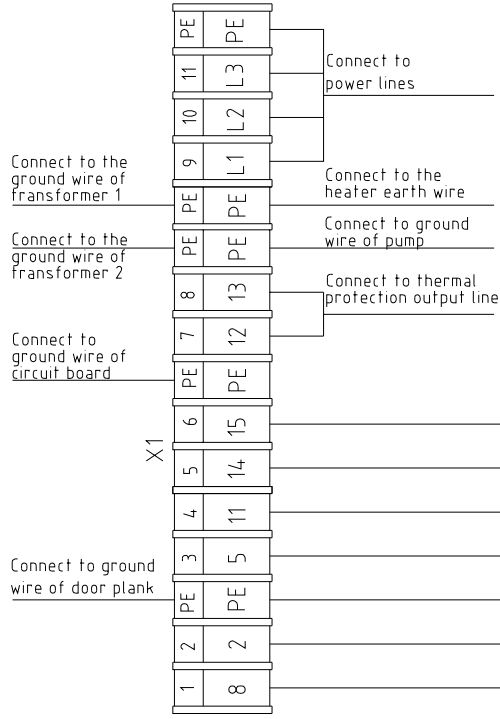 PE PE
11 L3
Connect to
power lines
10 L2
9 L1
Connect to the
ground wire of
fransformer 1
PE PE
Connect to the
heater earth wire
Connect to the
ground wire of
fransformer 2
PE PE
Connect to ground
wire of pump
8 13
Connect to thermal
protection output line
7 12
Connect to
ground wire of
circuit board
PE PE
6 15
X1
5 14
4 11
3 5
Connect to ground
wire of door plank
PE PE
2 2
1 8